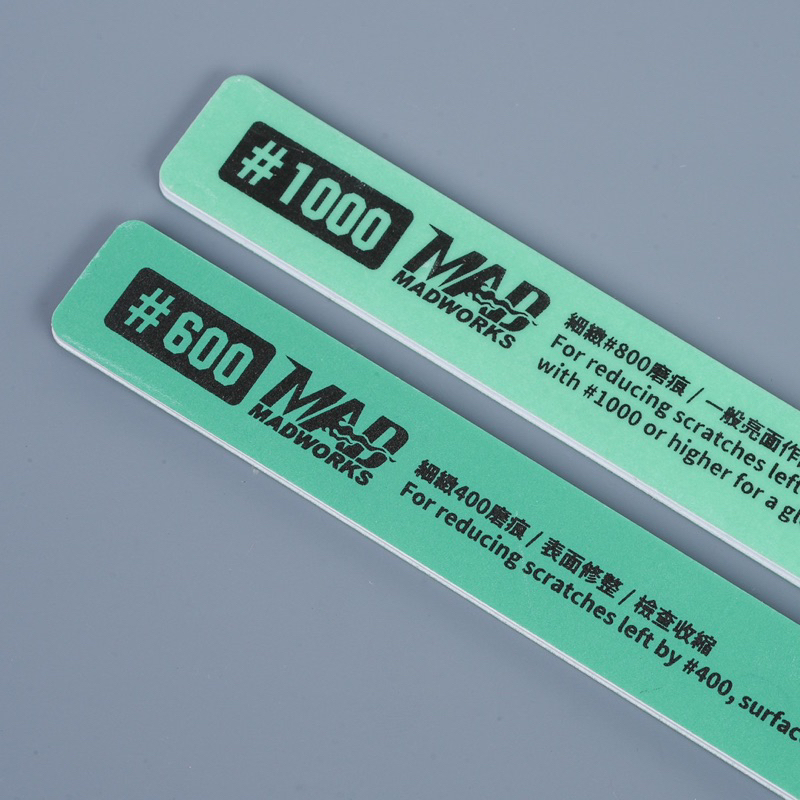 #1000
MAD
MADWORKS
細緻#800磨痕 / 一般亮面作
For reducing scratches left
with #1000 or higher for a
#600
MAD
MADWORKS
細緻400磨痕 / 表面修整 / 檢查收縮
For reducing scratches left by #400,